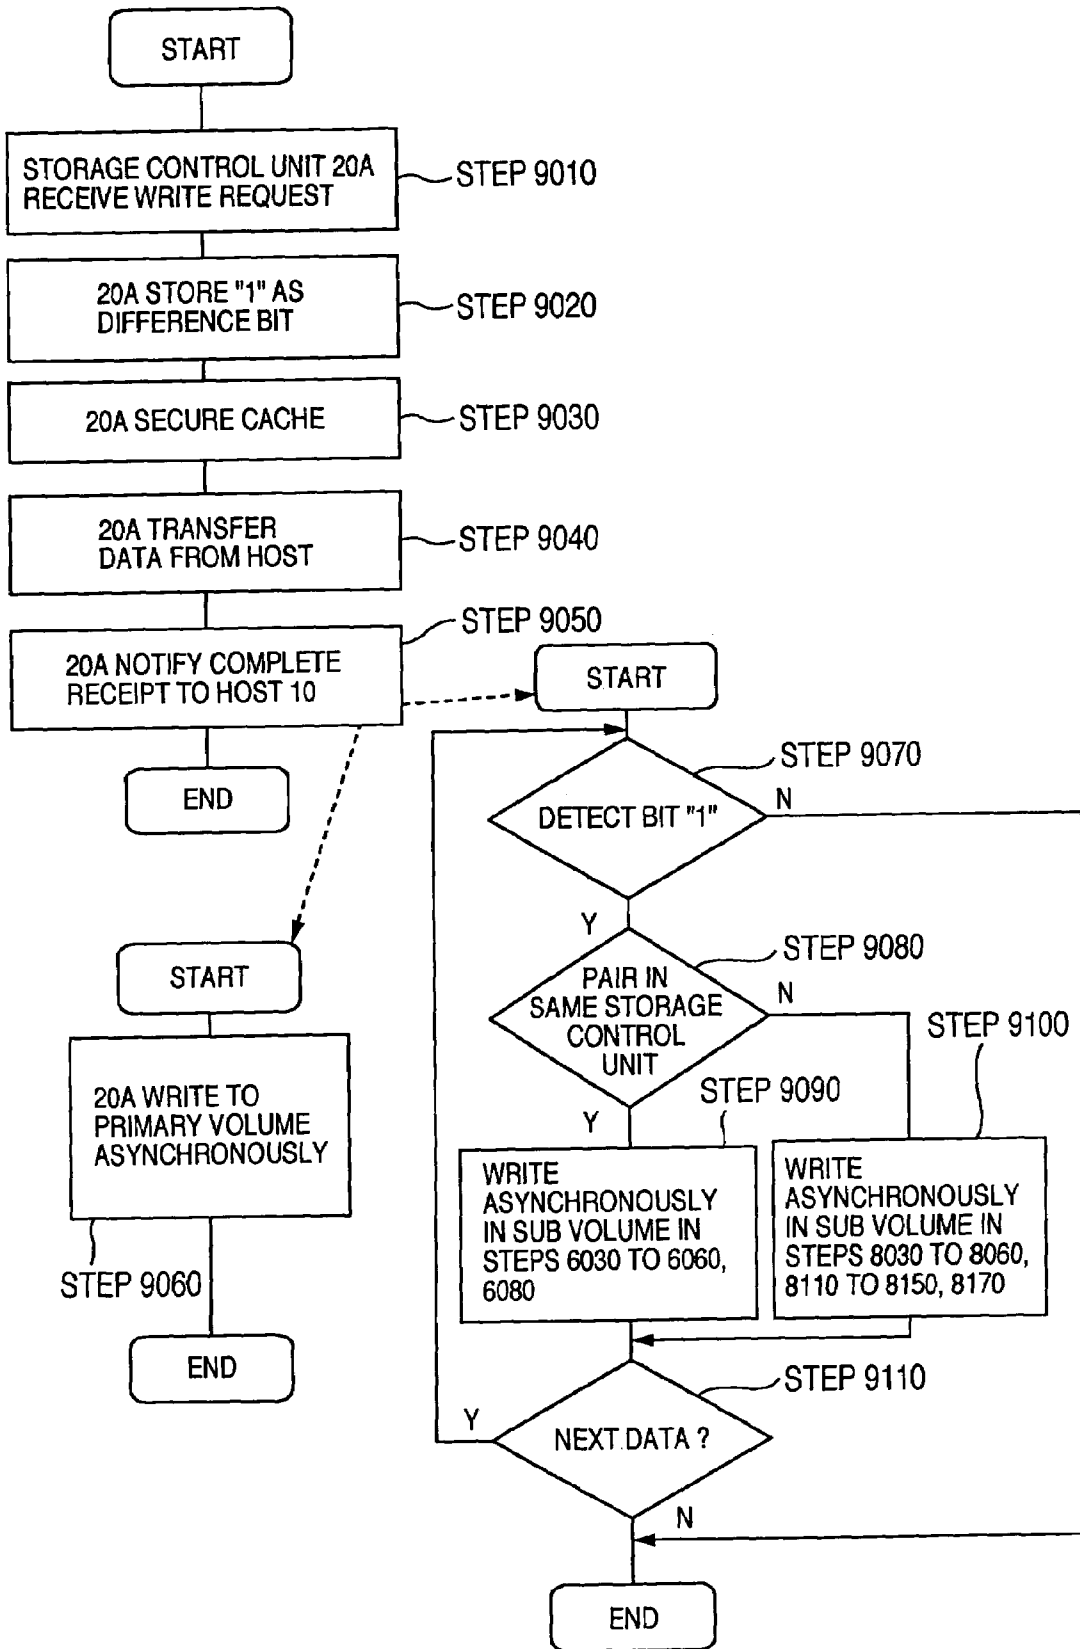 START
STORAGE CONTROL UNIT 20A
RECEIVE WRITE REQUEST
STEP 9010
20A STORE "1" AS
DIFFERENCE BIT
STEP 9020
20A SECURE CACHE
STEP 9030
20A TRANSFER
DATA FROM HOST
STEP 9040
20A NOTIFY COMPLETE
RECEIPT TO HOST 10
STEP 9050
END
START
20A WRITE TO
PRIMARY VOLUME
ASYNCHRONOUSLY
STEP 9060
END
START
DETECT BIT "1"
STEP 9070
N
Y
PAIR IN
SAME STORAGE
CONTROL
UNIT
STEP 9080
N
Y
STEP 9090
WRITE
ASYNCHRONOUSLY
IN SUB VOLUME IN
STEPS 6030 TO 6060,
6080
STEP 9100
WRITE
ASYNCHRONOUSLY
IN SUB VOLUME IN
STEPS 8030 TO 8060,
8110 TO 8150, 8170
NEXT DATA ?
STEP 9110
Y
N
END